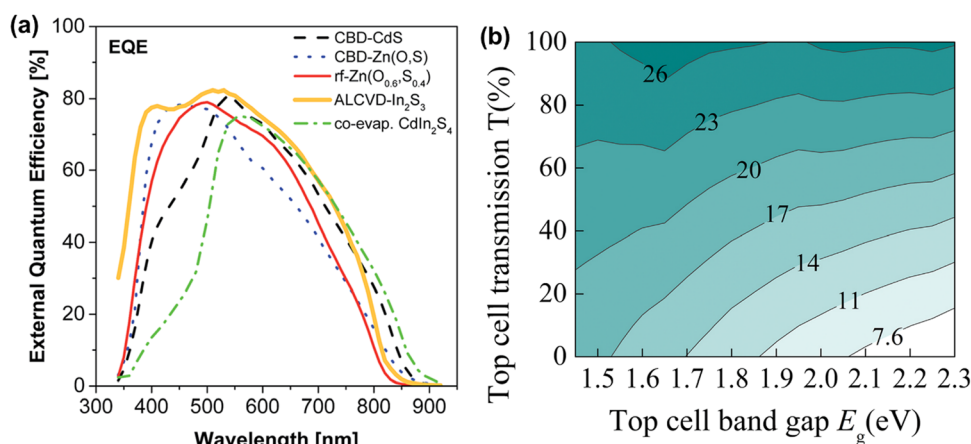 (a)
EQE
CBD-CdS
CBD-Zn(O,S)
rf-Zn(O₀.₆,S₀.₄)
ALCVD-In₂S₃
co-evap. CdIn₂S₄
External Quantum Efficiency [%]
100
80
60
40
20
0
300 400 500 600 700 800 900
Wavelength [nm]
(b)
Top cell transmission T(%)
100
80
60
40
20
0
26
23
20
17
14
11
7.6
1.5 1.6 1.7 1.8 1.9 2.0 2.1 2.2 2.3
Top cell band gap E_g(eV)